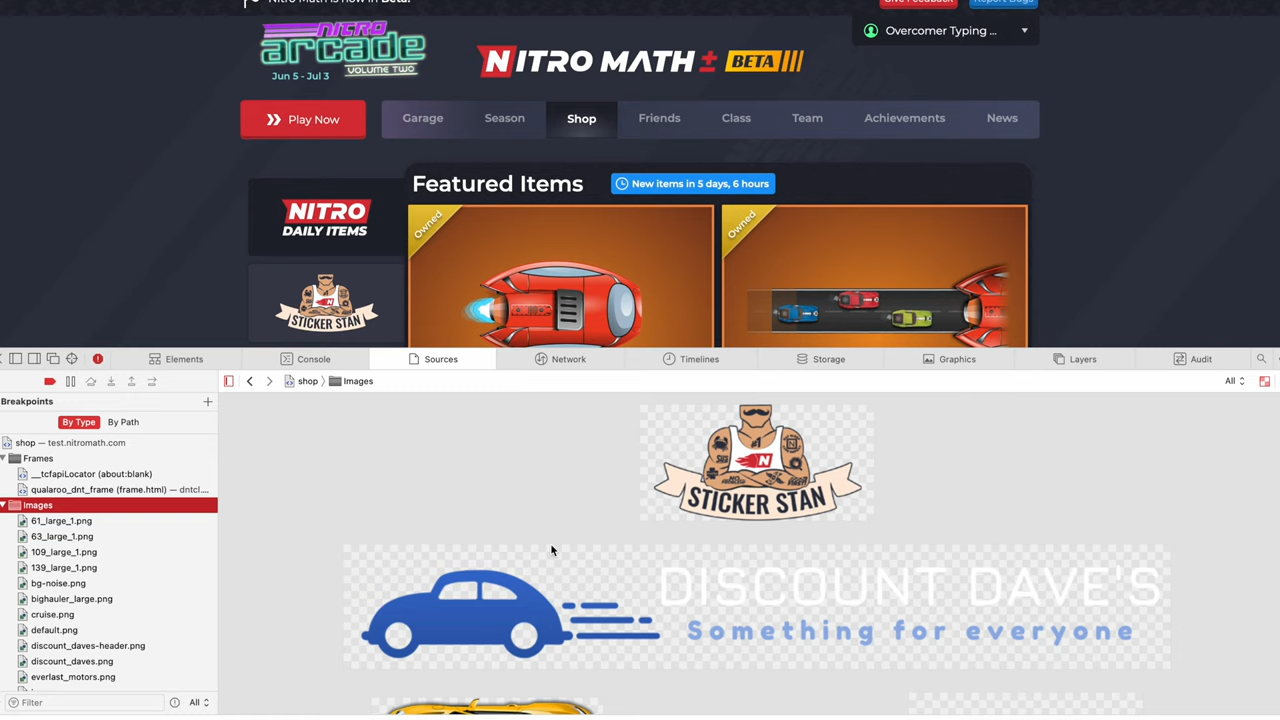 Nitro Math is now in Beta!
Give Feedback
Report Bugs
NITRO
arcade
VOLUME TWO
Jun 5 - Jul 3
NITRO MATH ± BETA
Overcomer Typing ...
Play Now
Garage
Season
Shop
Friends
Class
Team
Achievements
News
NITRO
DAILY ITEMS
Featured Items
New items in 5 days, 6 hours
Owned
Owned
N
STICKER STAN
Elements
Console
Sources
Network
Timelines
Storage
Graphics
Layers
Audit
shop
Images
All
Breakpoints
By Type
By Path
shop — test.nitromath.com
Frames
__tcfapiLocator (about:blank)
qualaroo_dnt_frame (frame.html) — dntcl....
Images
61_large_1.png
63_large_1.png
109_large_1.png
139_large_1.png
bg-noise.png
bighauler_large.png
cruise.png
default.png
discount_daves-header.png
discount_daves.png
everlast_motors.png
Filter
All
N
STICKER STAN
DISCOUNT DAVE'S
Something for everyone